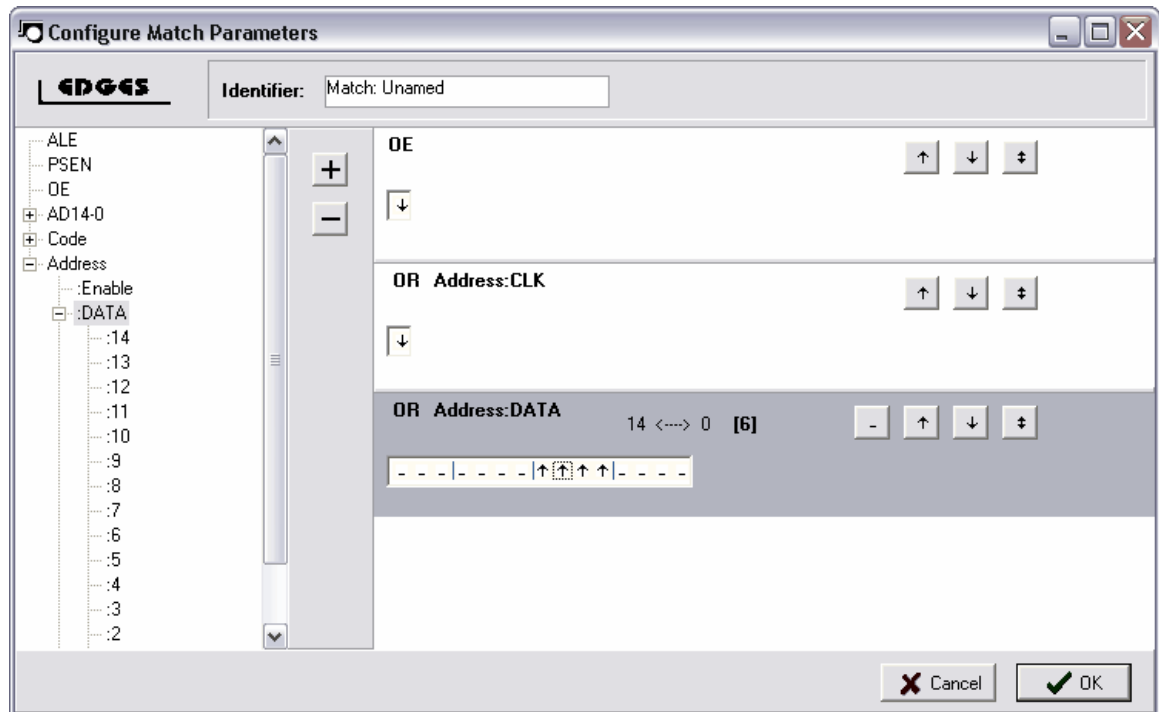 Configure Match Parameters
EDGES
Identifier: Match: Unamed
ALE
PSEN
OE
AD14-0
Code
Address
:Enable
:DATA
:14
:13
:12
:11
:10
:9
:8
:7
:6
:5
:4
:3
:2
+
−
OE
↑ ↓ ↕
↓
OR Address:CLK
↑ ↓ ↕
↓
OR Address:DATA 14 <---> 0 [6]
- ↑ ↓ ↕
- - -|- - - -|↑↑↑↑|- - - -
Cancel
OK